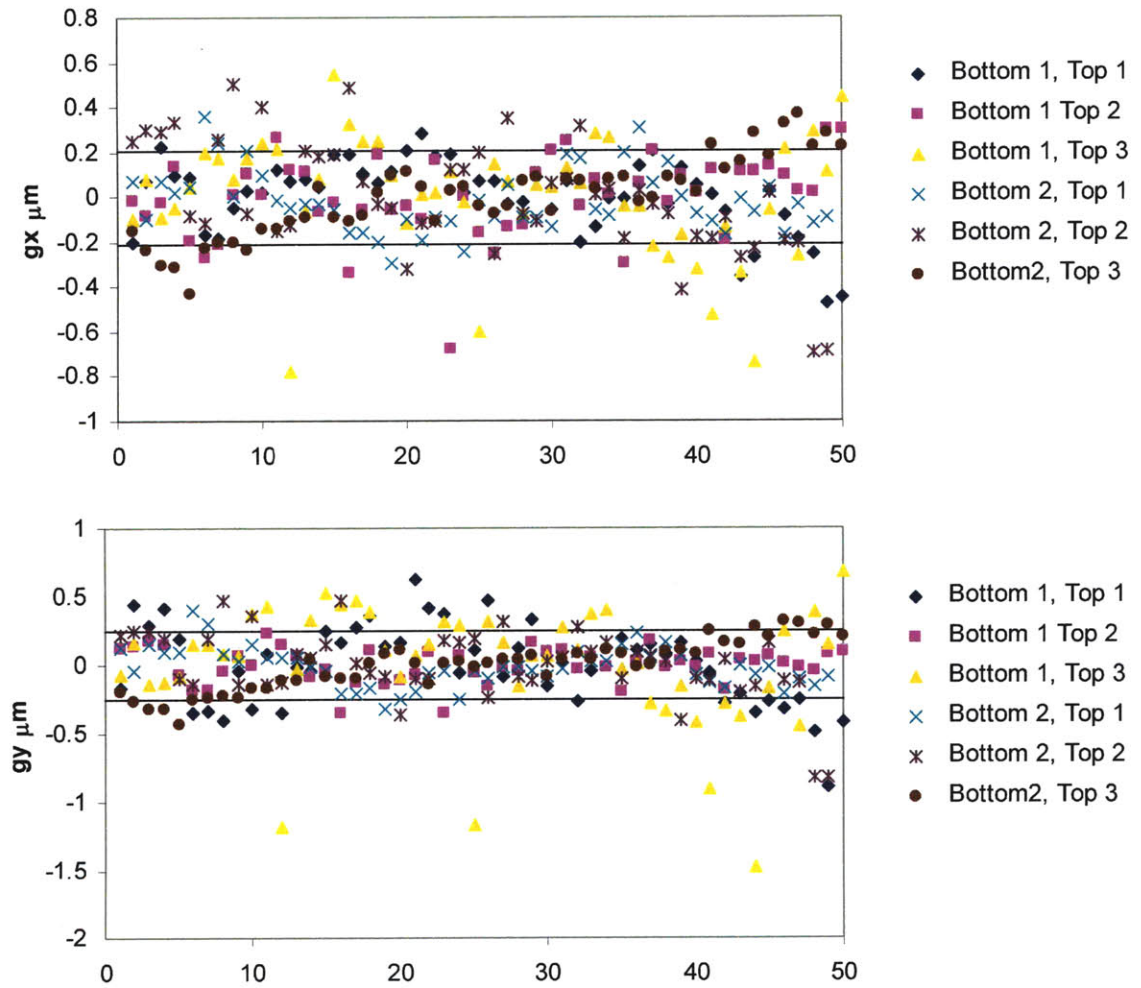 0.8
0.6
0.4
0.2
0
-0.2
-0.4
-0.6
-0.8
-1
gx μm
0 10 20 30 40 50
Bottom 1, Top 1
Bottom 1 Top 2
Bottom 1, Top 3
Bottom 2, Top 1
Bottom 2, Top 2
Bottom2, Top 3
1
0.5
0
-0.5
-1
-1.5
-2
gy μm
0 10 20 30 40 50
Bottom 1, Top 1
Bottom 1 Top 2
Bottom 1, Top 3
Bottom 2, Top 1
Bottom 2, Top 2
Bottom2, Top 3